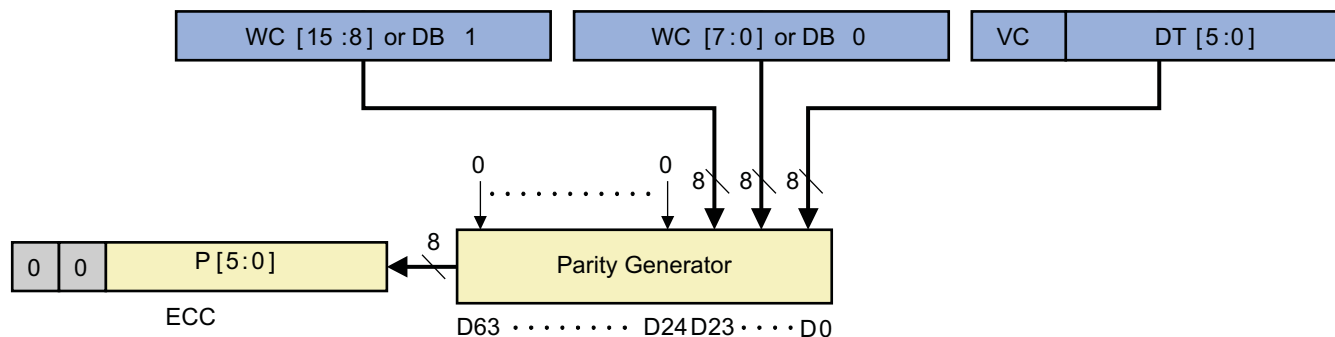 WC [15:8] or DB 1
WC [7:0] or DB 0
VC
DT [5:0]
0
0
8
8
8
0
0
P[5:0]
8
Parity Generator
ECC
D63 · · · · · · · · D24 D23 · · · · · D0